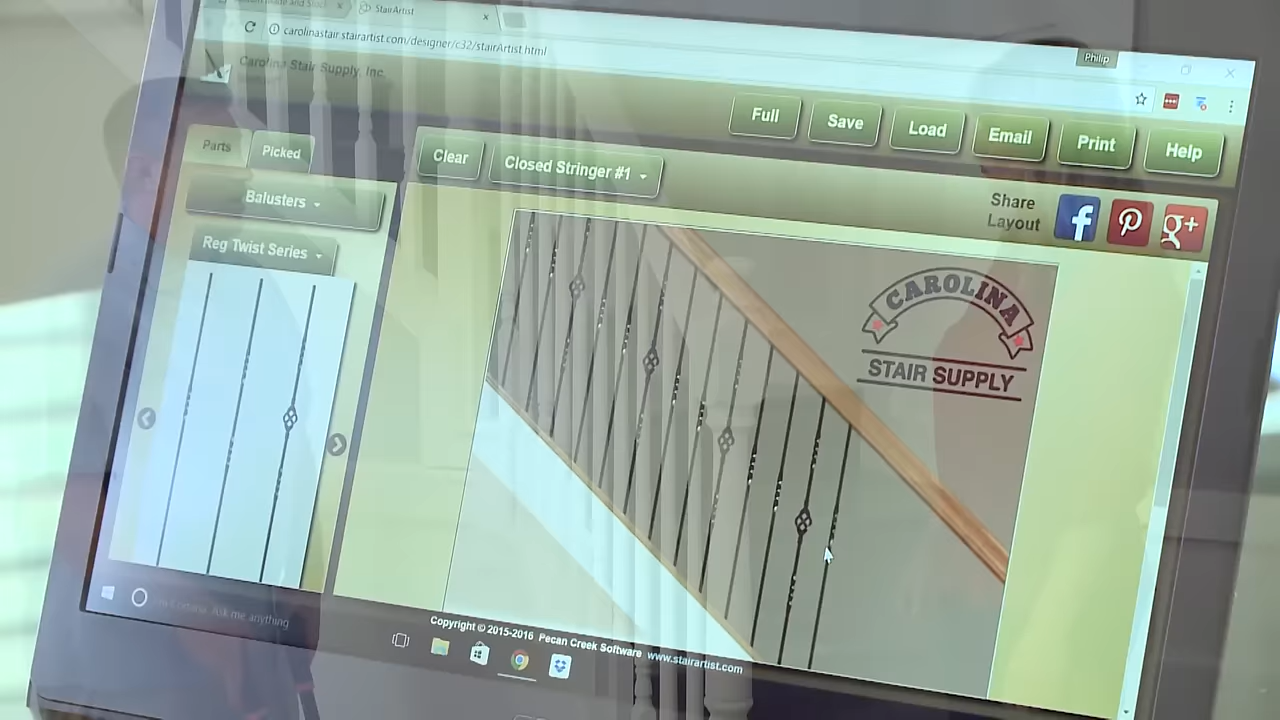 StairArtist
carolinastair.stairartist.com/designer/c32/stairArtist.html
Philip
Carolina Stair Supply, Inc.
Full
Save
Load
Email
Print
Help
Parts
Picked
Clear
Closed Stringer #1
Share
Layout
f
g+
Balusters
Reg Twist Series
CAROLINA
STAIR SUPPLY
Ask me anything
Copyright © 2015-2016 Pecan Creek Software www.stairartist.com